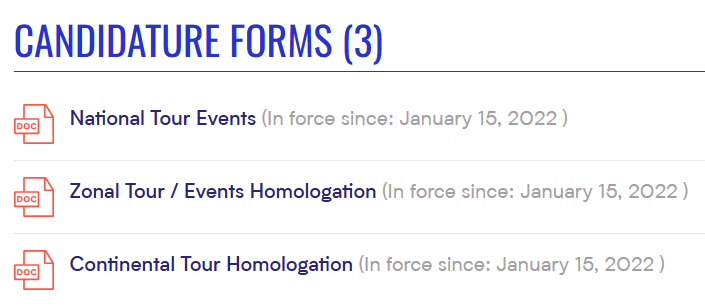 CANDIDATURE FORMS (3)
DOC National Tour Events (In force since: January 15, 2022 )
DOC Zonal Tour / Events Homologation (In force since: January 15, 2022 )
DOC Continental Tour Homologation (In force since: January 15, 2022 )